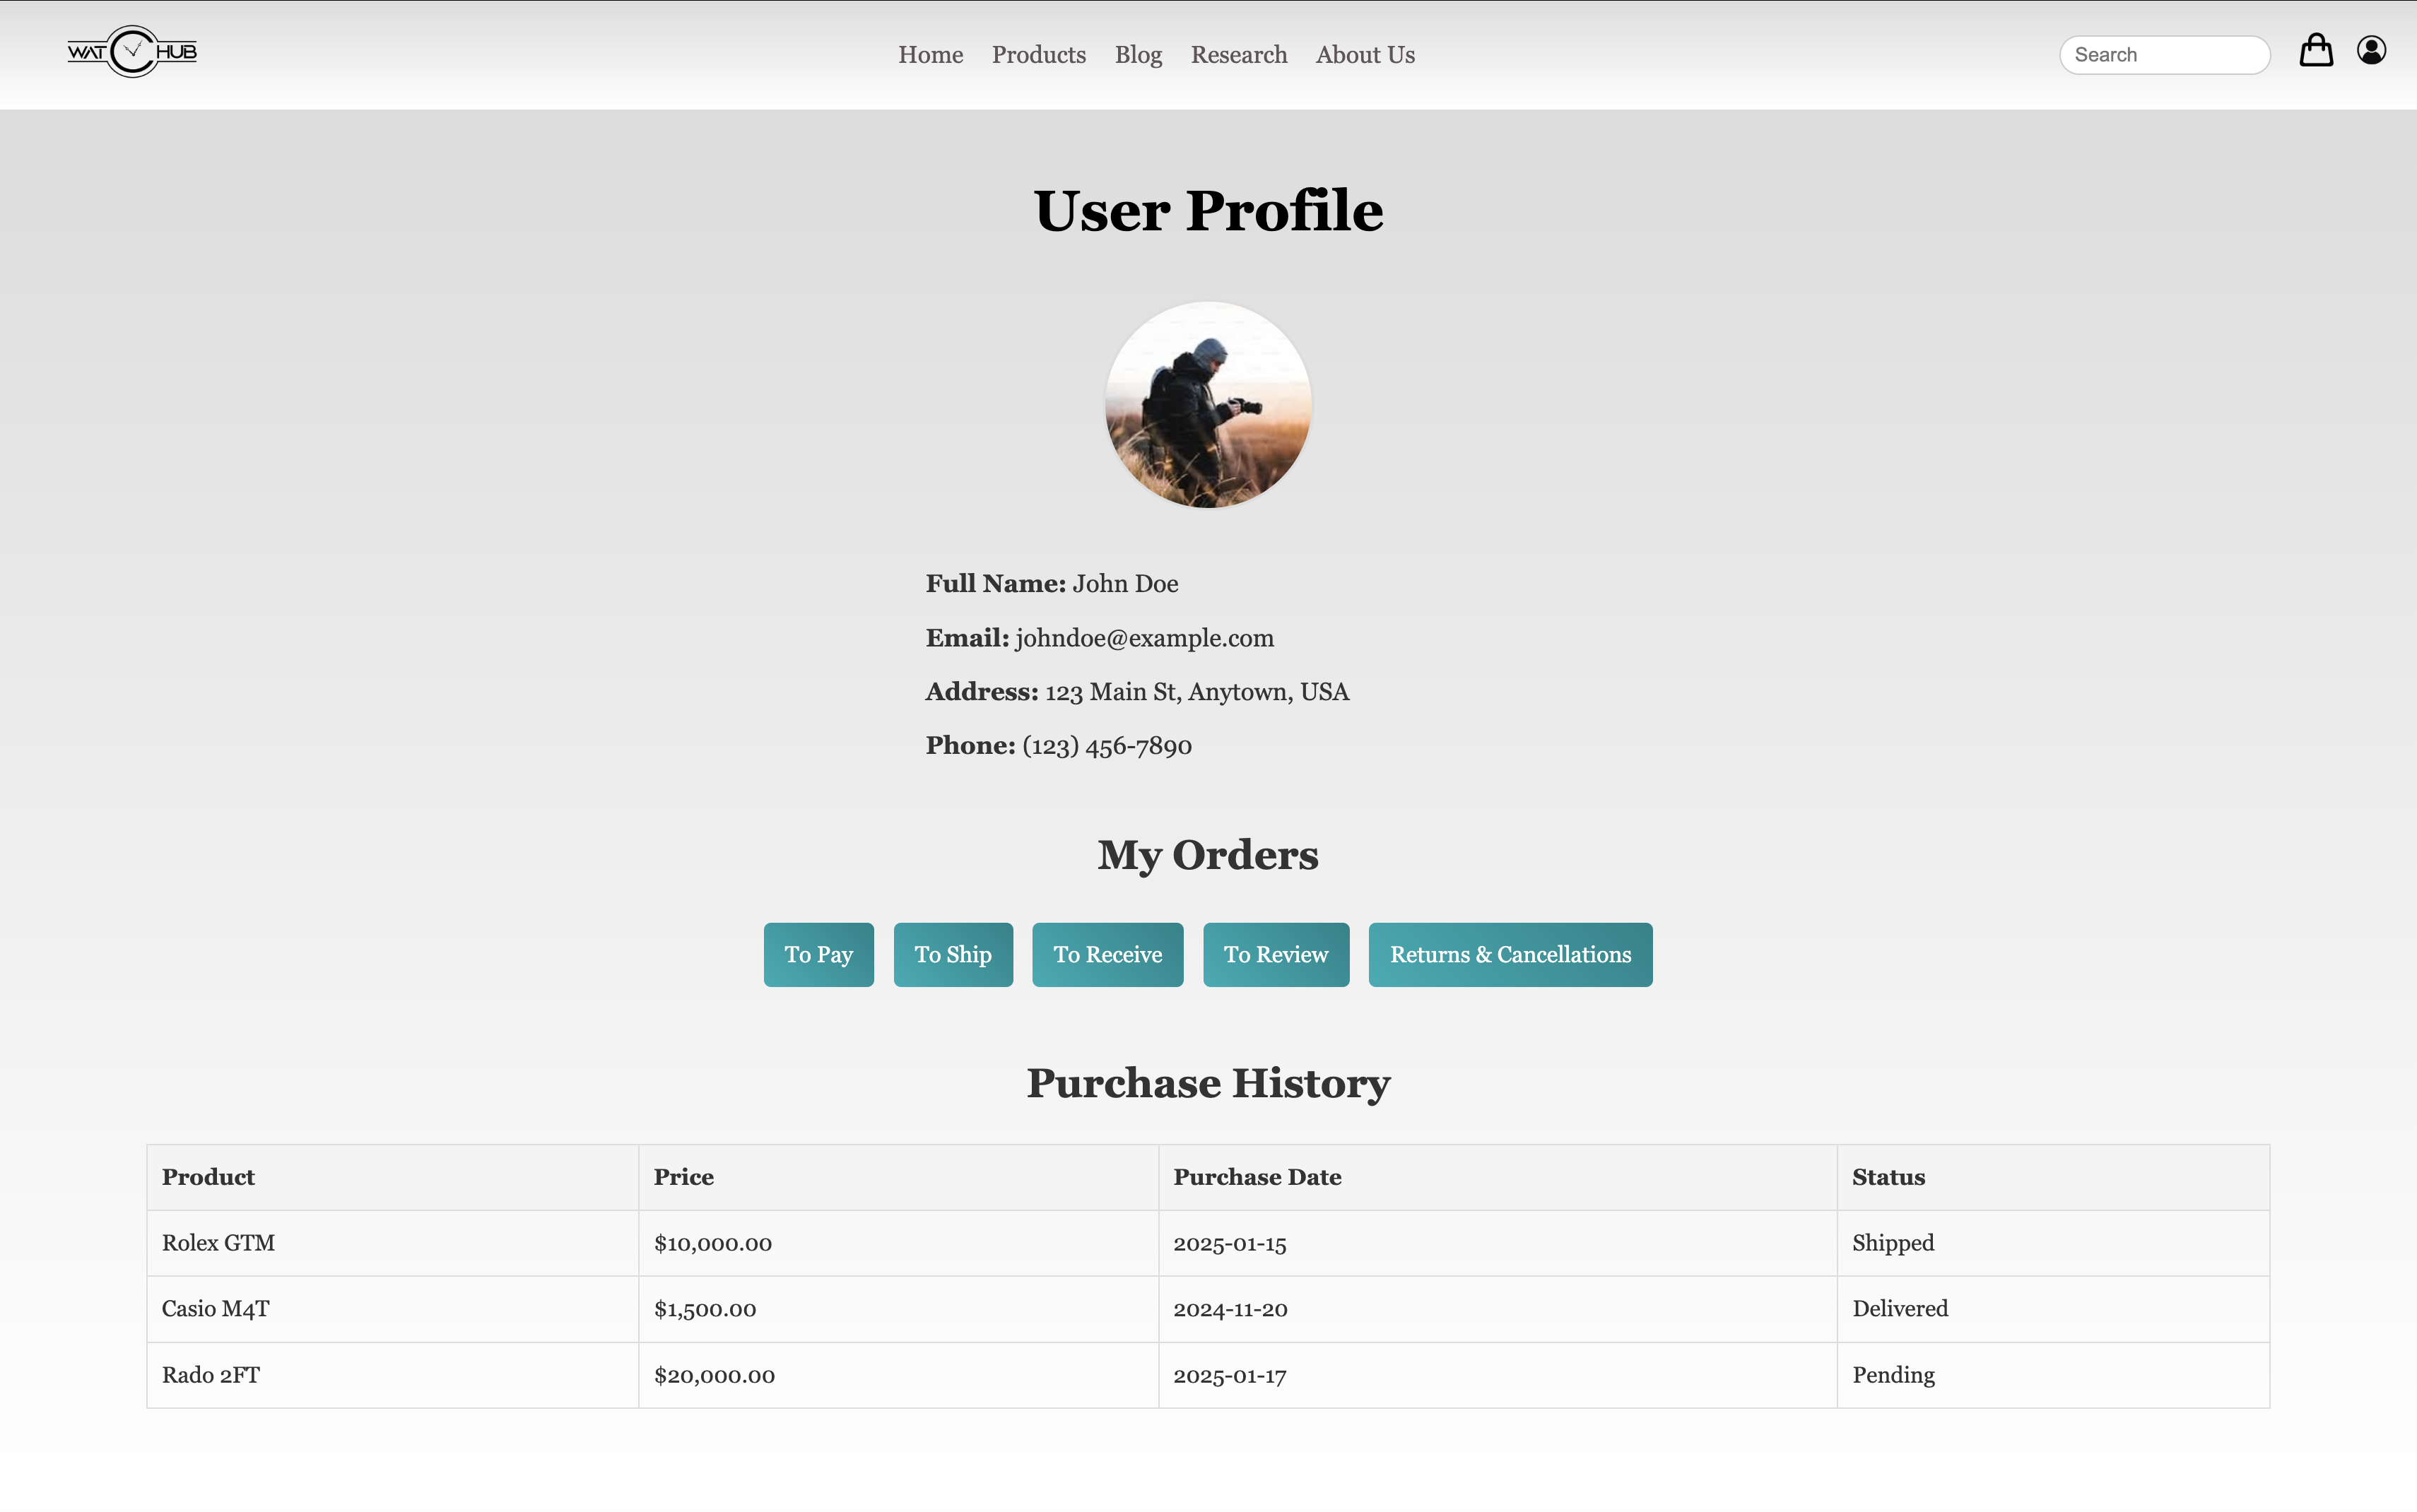 WATCHUB
Home Products Blog Research About Us
Search
User Profile
Full Name: John Doe
Email: johndoe@example.com
Address: 123 Main St, Anytown, USA
Phone: (123) 456-7890
My Orders
To Pay To Ship To Receive To Review Returns & Cancellations
Purchase History
Product Price Purchase Date Status
Rolex GTM $10,000.00 2025-01-15 Shipped
Casio M4T $1,500.00 2024-11-20 Delivered
Rado 2FT $20,000.00 2025-01-17 Pending